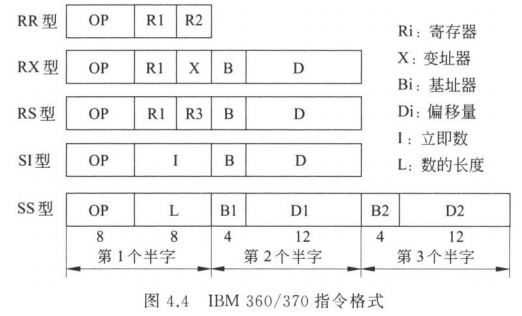 RR型 OP R1 R2
RX型 OP R1 X B D
RS型 OP R1 R3 B D
SI型 OP I B D
SS型 OP L B1 D1 B2 D2
8 8 4 12 4 12
第1个半字 第2个半字 第3个半字
Ri：寄存器
X：变址器
Bi：基址器
Di：偏移量
I：立即数
L：数的长度
图 4.4 IBM 360/370 指令格式